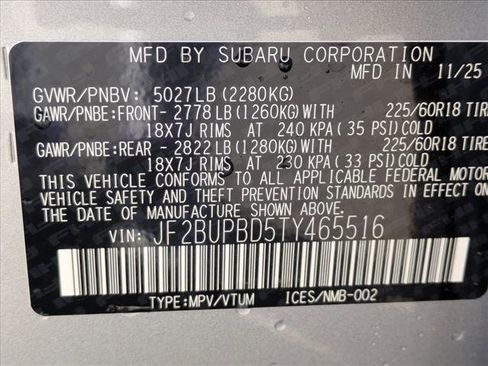 MFD BY SUBARU CORPORATION
MFD IN 11/25
GVWR/PNBV: 5027LB (2280KG)
GAWR/PNBE:FRONT- 2778 LB (1260KG)WITH 225/60R18 TIRE
18X7J RIMS AT 240 KPA (35 PSI) COLD
GAWR/PNBE:REAR - 2822 LB (1280KG)WITH 225/60R18 TIRE
18X7J RIMS AT 230 KPA (33 PSI) COLD
THIS VEHICLE CONFORMS TO ALL APPLICABLE FEDERAL MOTOR
VEHICLE SAFETY AND THEFT PREVENTION STANDARDS IN EFFECT
THE DATE OF MANUFACTURE SHOWN ABOVE.
VIN: JF2BUPBD5TY465516
TYPE:MPV/VTUM ICES/NMB-002